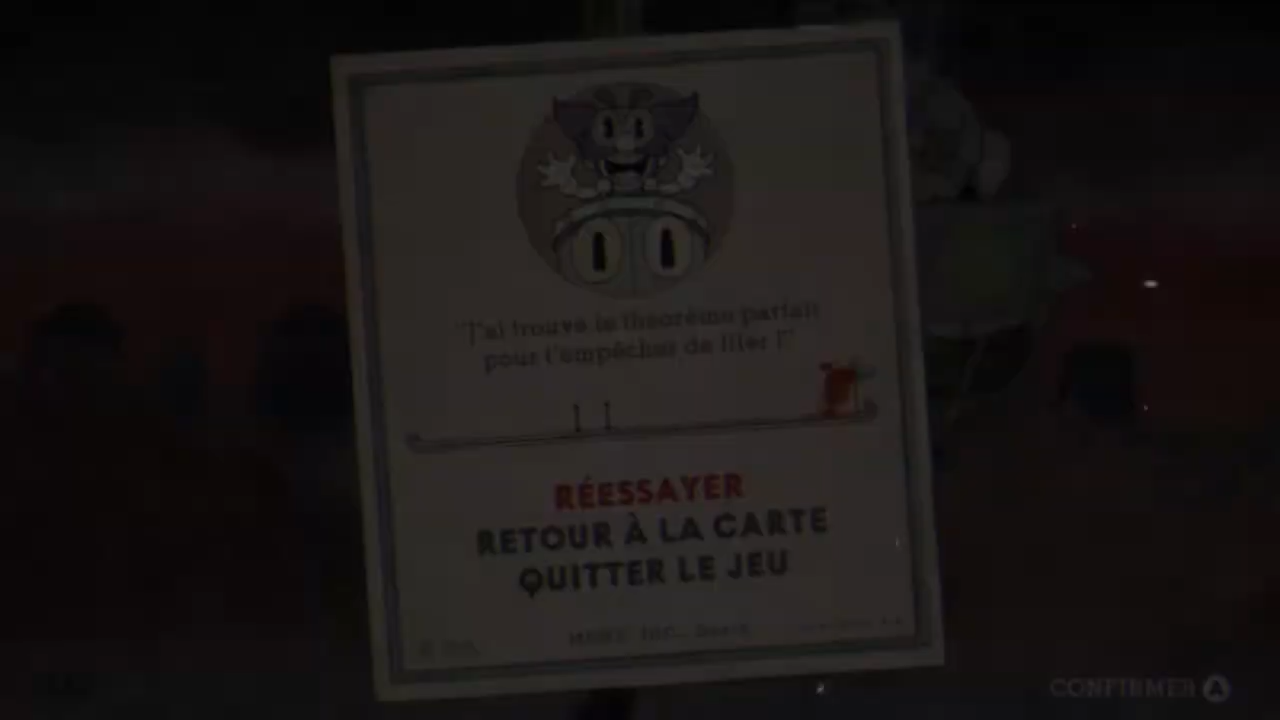 "J'ai trouvé le théorème parfait
pour t'empêcher de filer !"
RÉESSAYER
RETOUR À LA CARTE
QUITTER LE JEU
CONFIRMER A